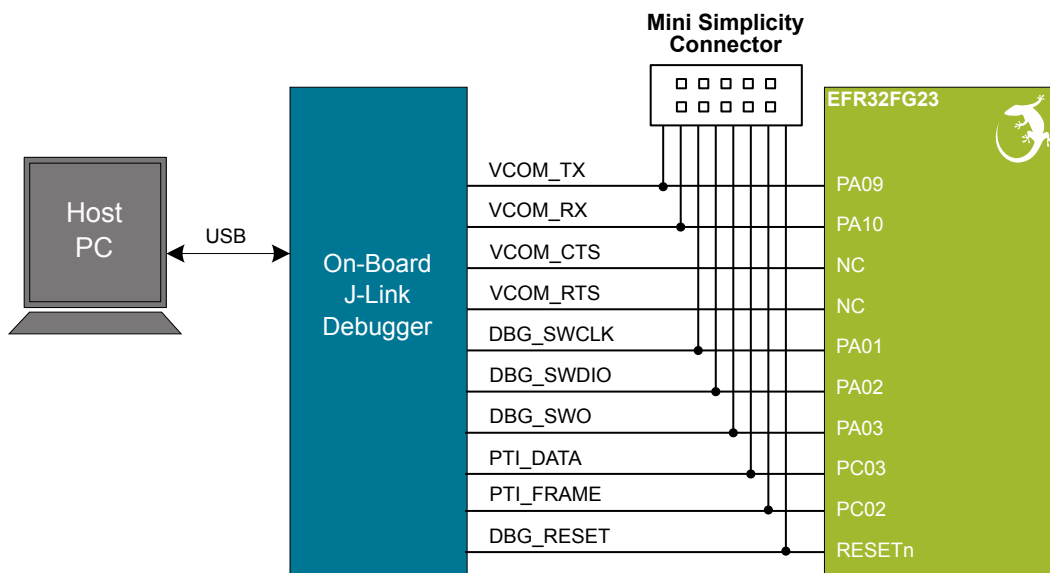 Mini Simplicity
Connector
EFR32FG23
Host
PC
USB
On-Board
J-Link
Debugger
VCOM_TX
PA09
VCOM_RX
PA10
VCOM_CTS
NC
VCOM_RTS
NC
DBG_SWCLK
PA01
DBG_SWDIO
PA02
DBG_SWO
PA03
PTI_DATA
PC03
PTI_FRAME
PC02
DBG_RESET
RESETn